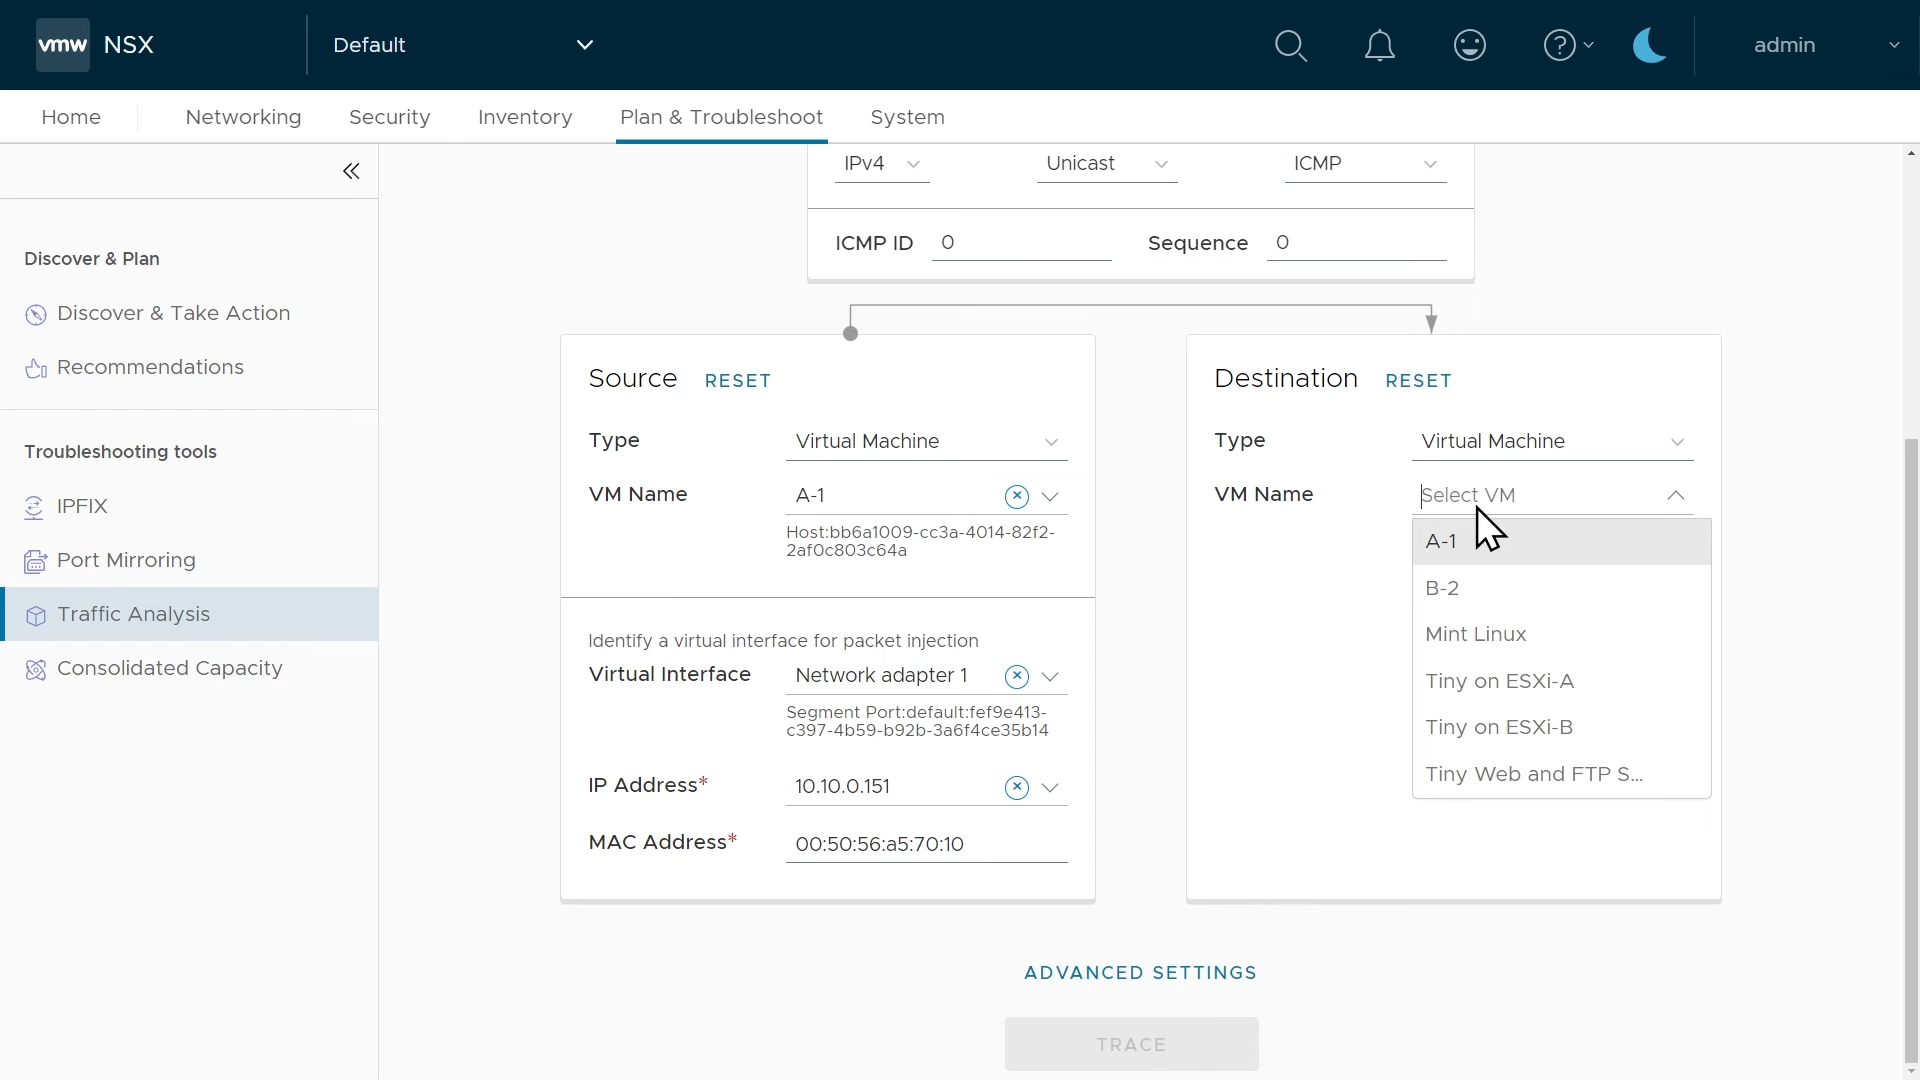 vmw NSX Default admin
Home Networking Security Inventory Plan & Troubleshoot System
IPv4 Unicast ICMP
ICMP ID 0 Sequence 0
Discover & Plan
Discover & Take Action
Recommendations
Troubleshooting tools
IPFIX
Port Mirroring
Traffic Analysis
Consolidated Capacity
Source RESET
Type Virtual Machine
VM Name A-1
Host:bb6a1009-cc3a-4014-82f2-
2af0c803c64a
Identify a virtual interface for packet injection
Virtual Interface Network adapter 1
Segment Port:default:fef9e413-
c397-4b59-b92b-3a6f4ce35b14
IP Address* 10.10.0.151
MAC Address* 00:50:56:a5:70:10
Destination RESET
Type Virtual Machine
VM Name Select VM
A-1
B-2
Mint Linux
Tiny on ESXi-A
Tiny on ESXi-B
Tiny Web and FTP S...
ADVANCED SETTINGS
TRACE